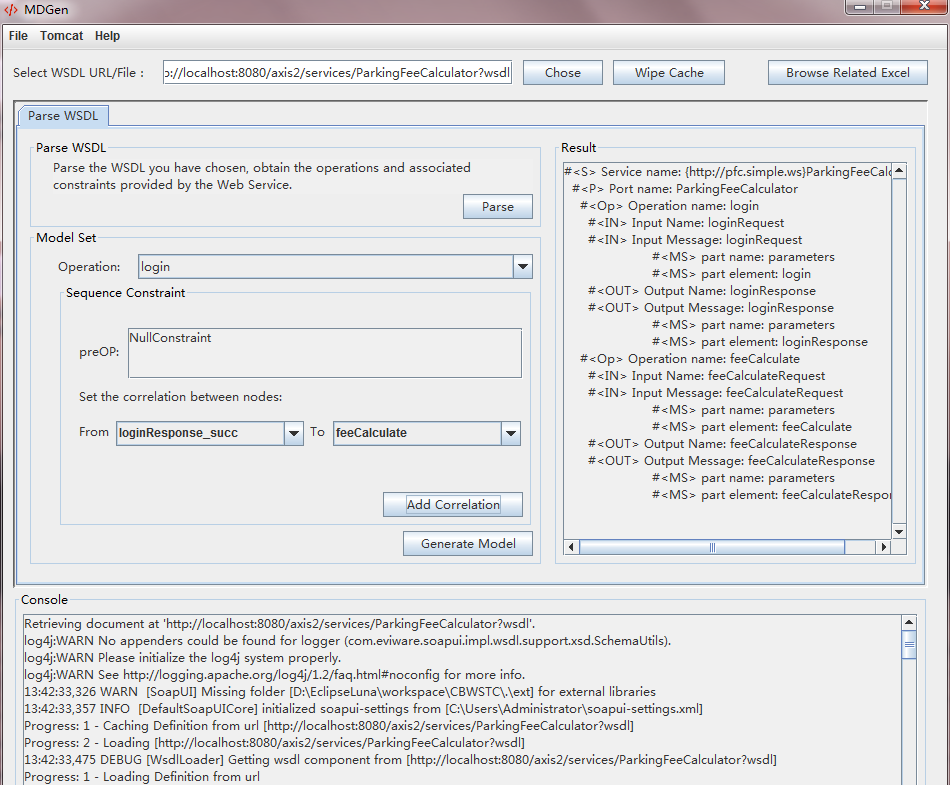 MDGen
File Tomcat Help
Select WSDL URL/File : ://localhost:8080/axis2/services/ParkingFeeCalculator?wsdl Chose Wipe Cache Browse Related Excel
Parse WSDL
Parse WSDL
Parse the WSDL you have chosen, obtain the operations and associated
constraints provided by the Web Service.
Parse
Model Set
Operation: login
Sequence Constraint
preOP: NullConstraint
Set the correlation between nodes:
From loginResponse_succ To feeCalculate
Add Correlation
Generate Model
Result
#<S> Service name: {http://pfc.simple.ws}ParkingFeeCalc
#<P> Port name: ParkingFeeCalculator
#<Op> Operation name: login
#<IN> Input Name: loginRequest
#<IN> Input Message: loginRequest
#<MS> part name: parameters
#<MS> part element: login
#<OUT> Output Name: loginResponse
#<OUT> Output Message: loginResponse
#<MS> part name: parameters
#<MS> part element: loginResponse
#<Op> Operation name: feeCalculate
#<IN> Input Name: feeCalculateRequest
#<IN> Input Message: feeCalculateRequest
#<MS> part name: parameters
#<MS> part element: feeCalculate
#<OUT> Output Name: feeCalculateResponse
#<OUT> Output Message: feeCalculateResponse
#<MS> part name: parameters
#<MS> part element: feeCalculateRespor
Console
Retrieving document at 'http://localhost:8080/axis2/services/ParkingFeeCalculator?wsdl'.
log4j:WARN No appenders could be found for logger (com.eviware.soapui.impl.wsdl.support.xsd.SchemaUtils).
log4j:WARN Please initialize the log4j system properly.
log4j:WARN See http://logging.apache.org/log4j/1.2/faq.html#noconfig for more info.
13:42:33,326 WARN [SoapUI] Missing folder [D:\EclipseLuna\workspace\CBWSTC\.\ext] for external libraries
13:42:33,357 INFO [DefaultSoapUICore] initialized soapui-settings from [C:\Users\Administrator\soapui-settings.xml]
Progress: 1 - Caching Definition from url [http://localhost:8080/axis2/services/ParkingFeeCalculator?wsdl]
Progress: 2 - Loading [http://localhost:8080/axis2/services/ParkingFeeCalculator?wsdl]
13:42:33,475 DEBUG [WsdlLoader] Getting wsdl component from [http://localhost:8080/axis2/services/ParkingFeeCalculator?wsdl]
Progress: 1 - Loading Definition from url